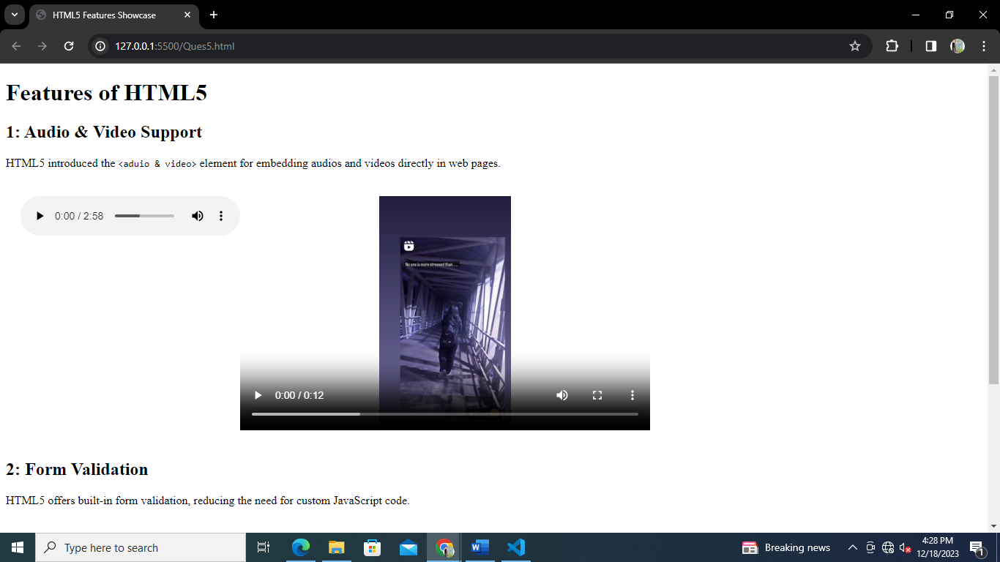 HTML5 Features Showcase
127.0.0.1:5500/Ques5.html
Features of HTML5
1: Audio & Video Support
HTML5 introduced the <aduio & video> element for embedding audios and videos directly in web pages.
0:00 / 2:58
No one is more stressed than......
0:00 / 0:12
2: Form Validation
HTML5 offers built-in form validation, reducing the need for custom JavaScript code.
Type here to search
Breaking news
4:28 PM
12/18/2023
1